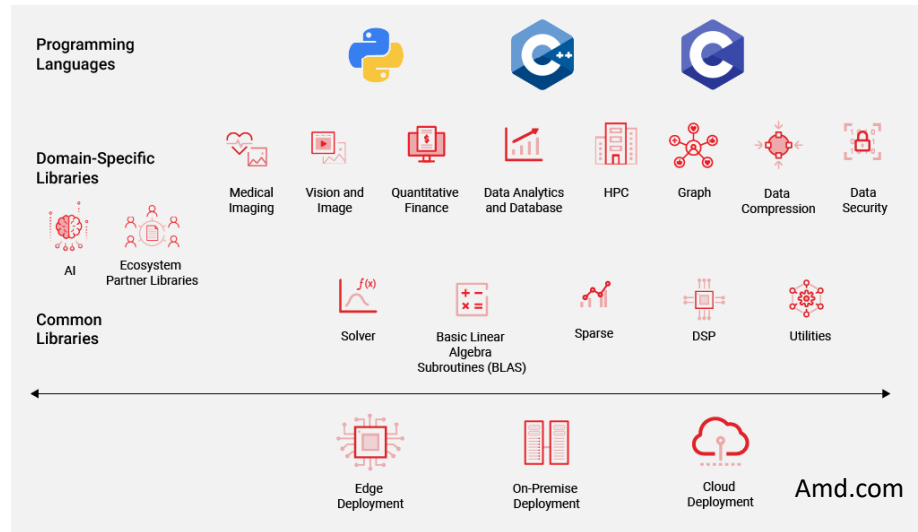 Programming
Languages
C
++
C
Domain-Specific
Libraries
Medical
Imaging
Vision and
Image
Quantitative
Finance
Data Analytics
and Database
HPC
Graph
Data
Compression
Data
Security
AI
Ecosystem
Partner Libraries
Common
Libraries
ƒ(x)
Solver
Basic Linear
Algebra
Subroutines (BLAS)
Sparse
DSP
Utilities
Edge
Deployment
On-Premise
Deployment
Cloud
Deployment
Amd.com